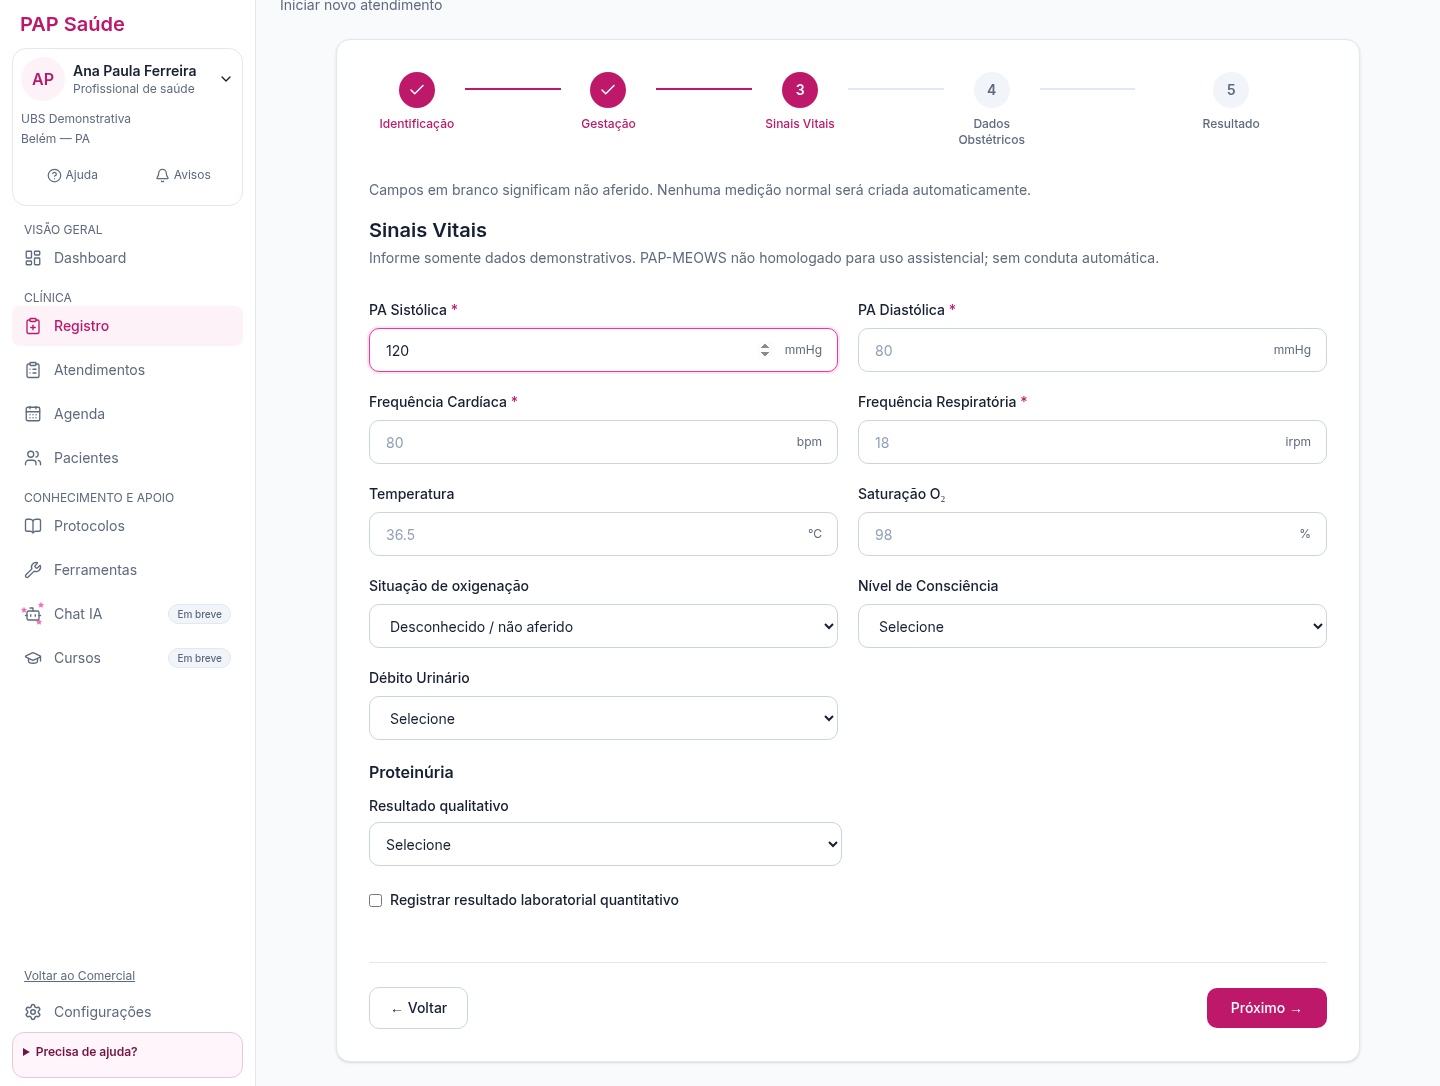 PAP Saúde
AP
Ana Paula Ferreira
Profissional de saúde
UBS Demonstrativa
Belém — PA
Ajuda
Avisos
VISÃO GERAL
Dashboard
CLÍNICA
Registro
Atendimentos
Agenda
Pacientes
CONHECIMENTO E APOIO
Protocolos
Ferramentas
Chat IA
Em breve
Cursos
Em breve
Voltar ao Comercial
Configurações
Precisa de ajuda?
Iniciar novo atendimento
Identificação
Gestação
3
Sinais Vitais
4
Dados
Obstétricos
5
Resultado
Campos em branco significam não aferido. Nenhuma medição normal será criada automaticamente.
Sinais Vitais
Informe somente dados demonstrativos. PAP-MEOWS não homologado para uso assistencial; sem conduta automática.
PA Sistólica *
120
mmHg
PA Diastólica *
80
mmHg
Frequência Cardíaca *
80
bpm
Frequência Respiratória *
18
irpm
Temperatura
36.5
°C
Saturação O₂
98
%
Situação de oxigenação
Desconhecido / não aferido
Nível de Consciência
Selecione
Débito Urinário
Selecione
Proteinúria
Resultado qualitativo
Selecione
Registrar resultado laboratorial quantitativo
← Voltar
Próximo →